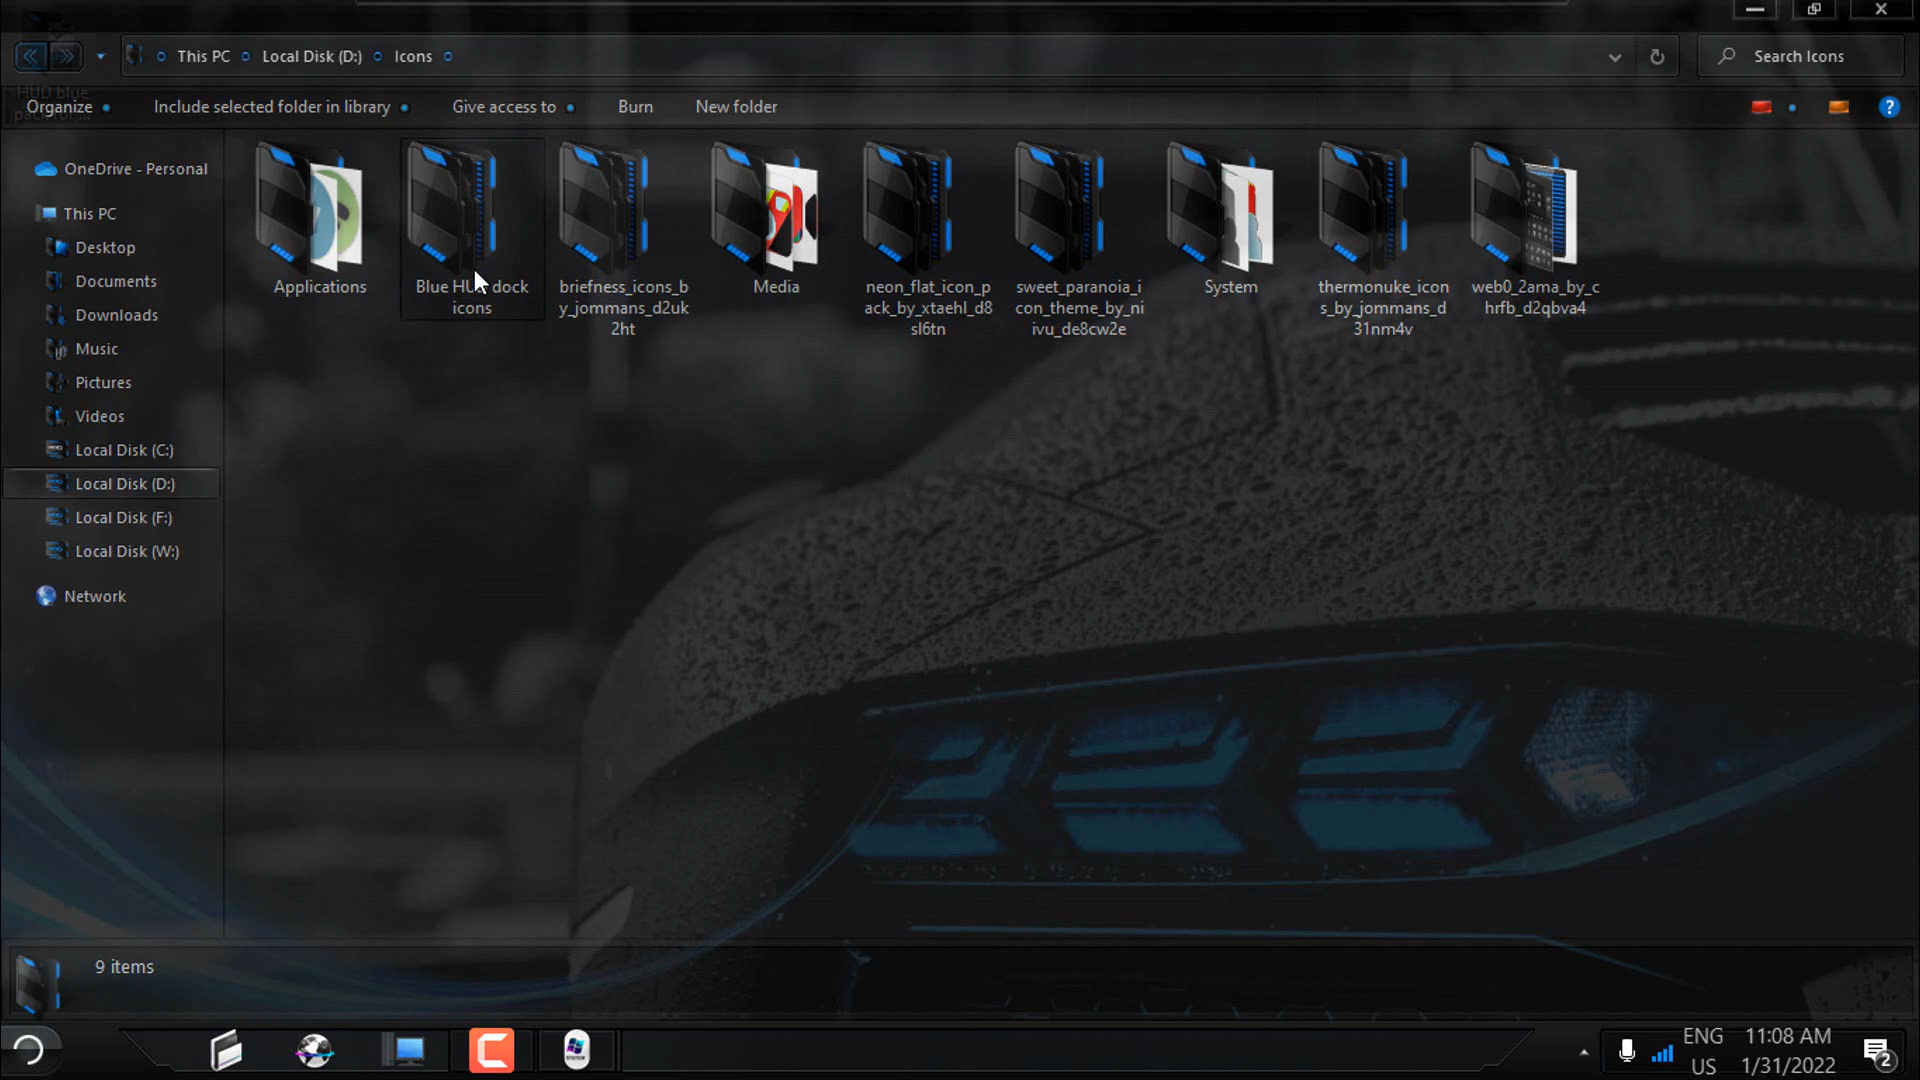 This PC
Local Disk (D:)
Icons
Search Icons
HUD blue
Organize
Include selected folder in library
Give access to
Burn
New folder
?
OneDrive - Personal
This PC
Desktop
Documents
Downloads
Music
Pictures
Videos
Local Disk (C:)
Local Disk (D:)
Local Disk (F:)
Local Disk (W:)
Network
Applications
Blue HUD dock
icons
briefness_icons_b
y_jommans_d2uk
2ht
Media
neon_flat_icon_p
ack_by_xtaehl_d8
sl6tn
sweet_paranoia_i
con_theme_by_ni
ivu_de8cw2e
System
thermonuke_icon
s_by_jommans_d
31nm4v
web0_2ama_by_c
hrfb_d2qbva4
9 items
ENG
US
11:08 AM
1/31/2022
2